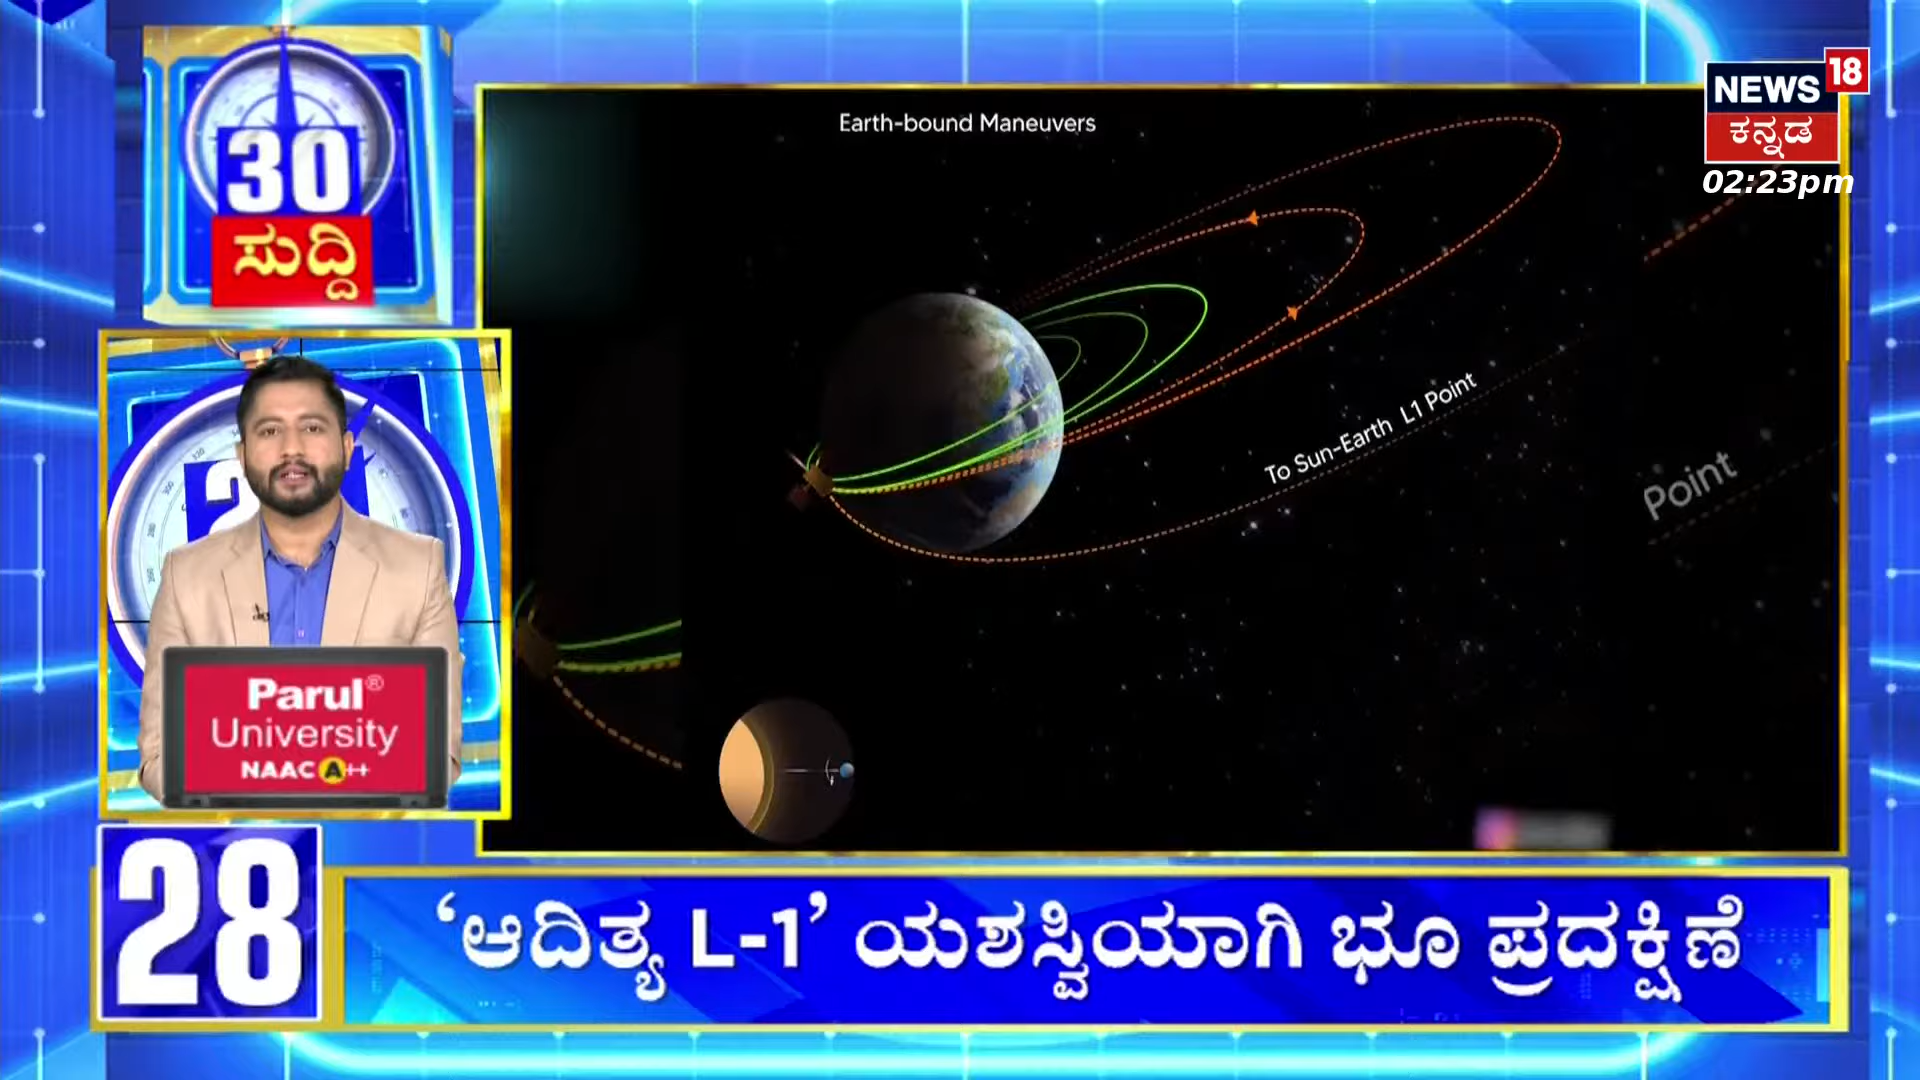 30
ಸುದ್ದಿ
Earth-bound Maneuvers
NEWS 18
ಕನ್ನಡ
02:23pm
To Sun-Earth L1 Point
Point
Parul®
University
NAAC A++
28
‘ಆದಿತ್ಯ L-1’ ಯಶಸ್ವಿಯಾಗಿ ಭೂ ಪ್ರದಕ್ಷಿಣೆ